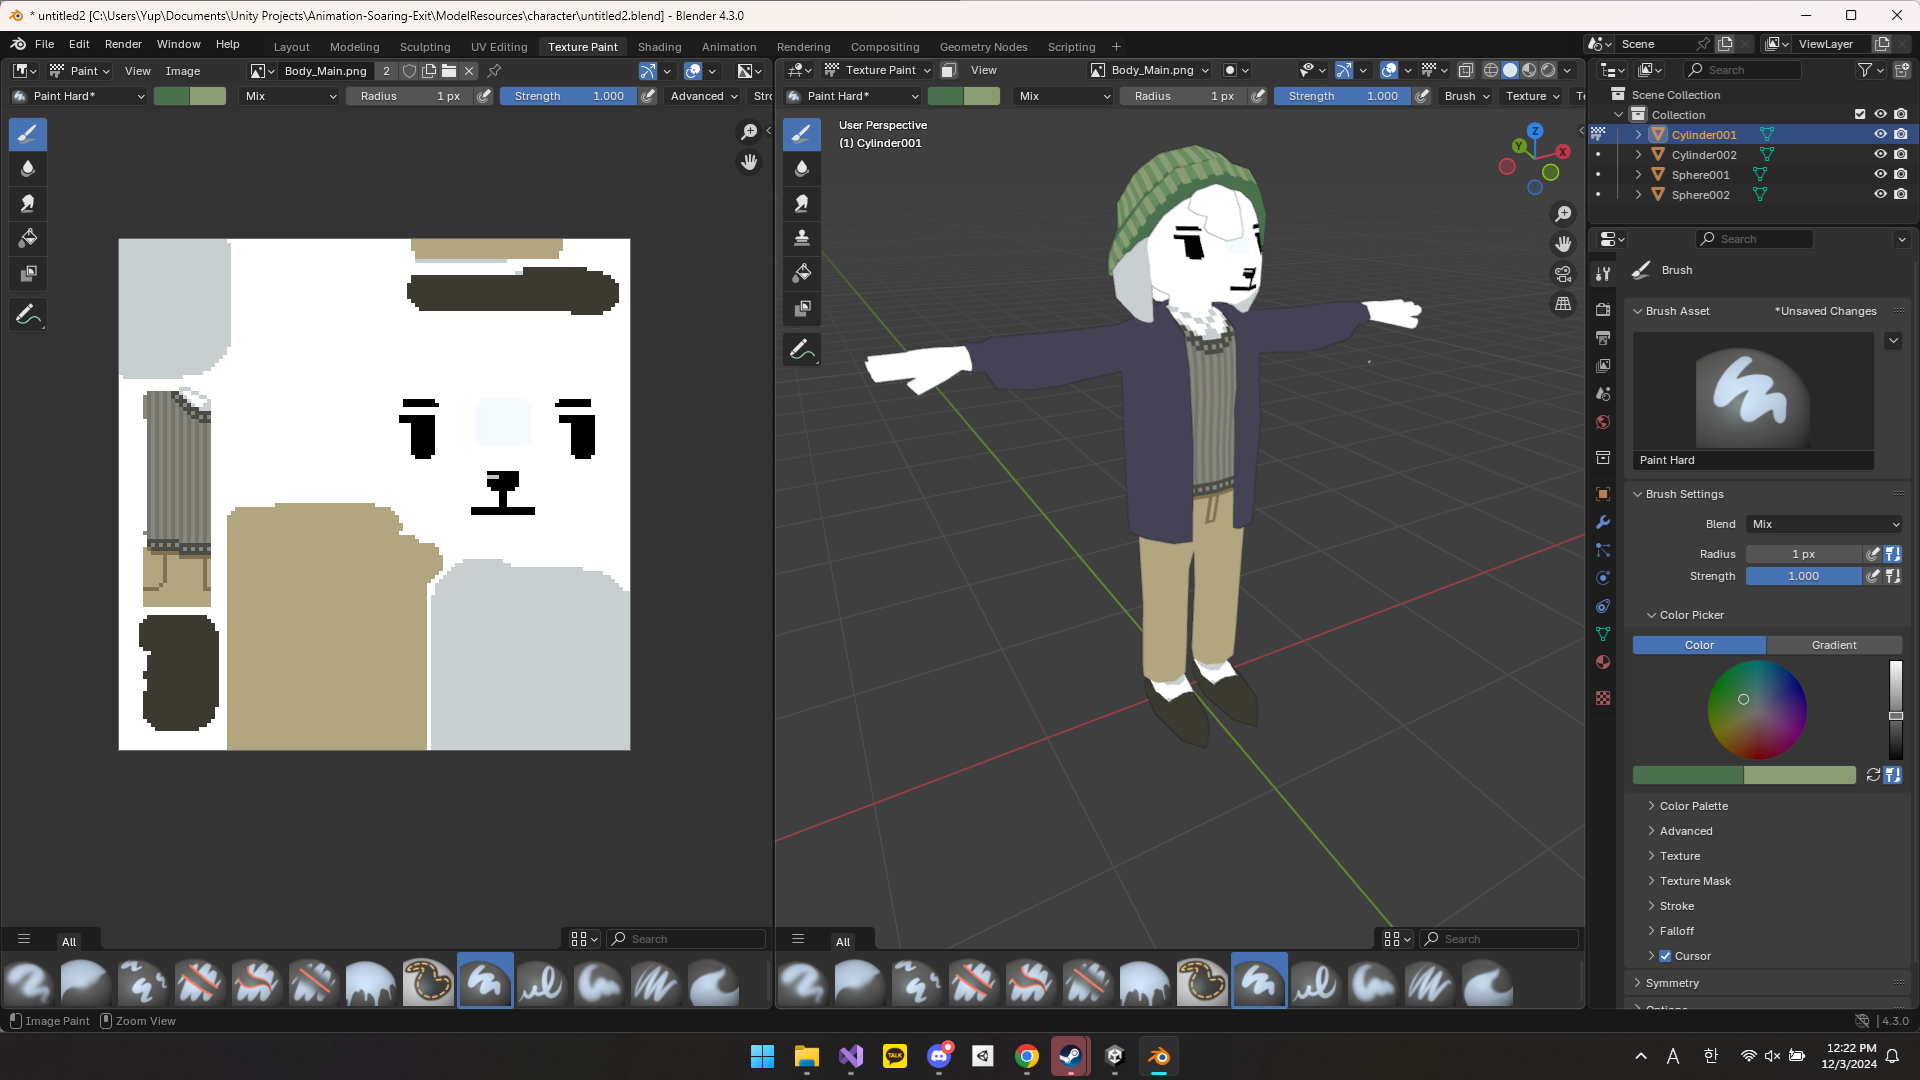 * untitled2 [C:\Users\Yup\Documents\Unity Projects\Animation-Soaring-Exit\ModelResources\character\untitled2.blend] - Blender 4.3.0
File Edit Render Window Help Layout Modeling Sculpting UV Editing Texture Paint Shading Animation Rendering Compositing Geometry Nodes Scripting + Scene ViewLayer
Paint View Image Body_Main.png 2
Texture Paint View Body_Main.png
Search
Paint Hard* Mix Radius 1 px Strength 1.000 Advanced Strc
Paint Hard* Mix Radius 1 px Strength 1.000 Brush Texture Te
Scene Collection
Collection
Cylinder001
Cylinder002
Sphere001
Sphere002
User Perspective
(1) Cylinder001
Z
Y
X
Search
Brush
Brush Asset *Unsaved Changes
Paint Hard
Brush Settings
Blend Mix
Radius 1 px
Strength 1.000
Color Picker
Color Gradient
Color Palette
Advanced
Texture
Texture Mask
Stroke
Falloff
Cursor
Symmetry
Options
All Search
All Search
Image Paint Zoom View
4.3.0
TALK
A 한
12:22 PM
12/3/2024